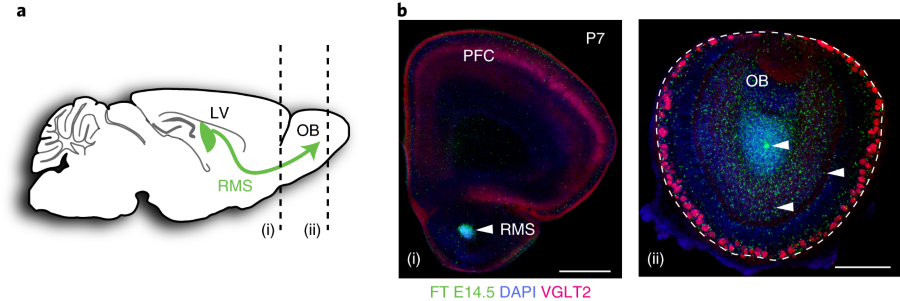 a
LV
OB
RMS
(i)
(ii)
b
P7
PFC
RMS
(i)
OB
(ii)
FT E14.5 DAPI VGLT2